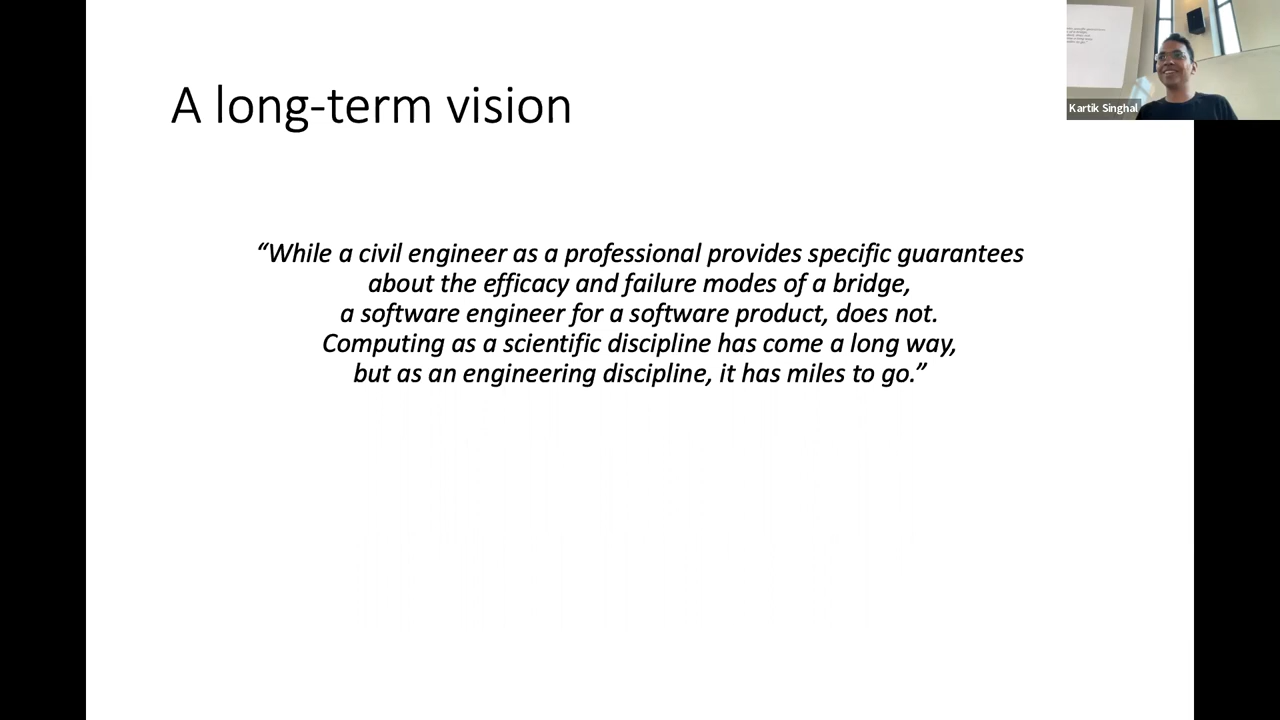 A long-term vision
“While a civil engineer as a professional provides specific guarantees
about the efficacy and failure modes of a bridge,
a software engineer for a software product, does not.
Computing as a scientific discipline has come a long way,
but as an engineering discipline, it has miles to go.”
Kartik Singhal